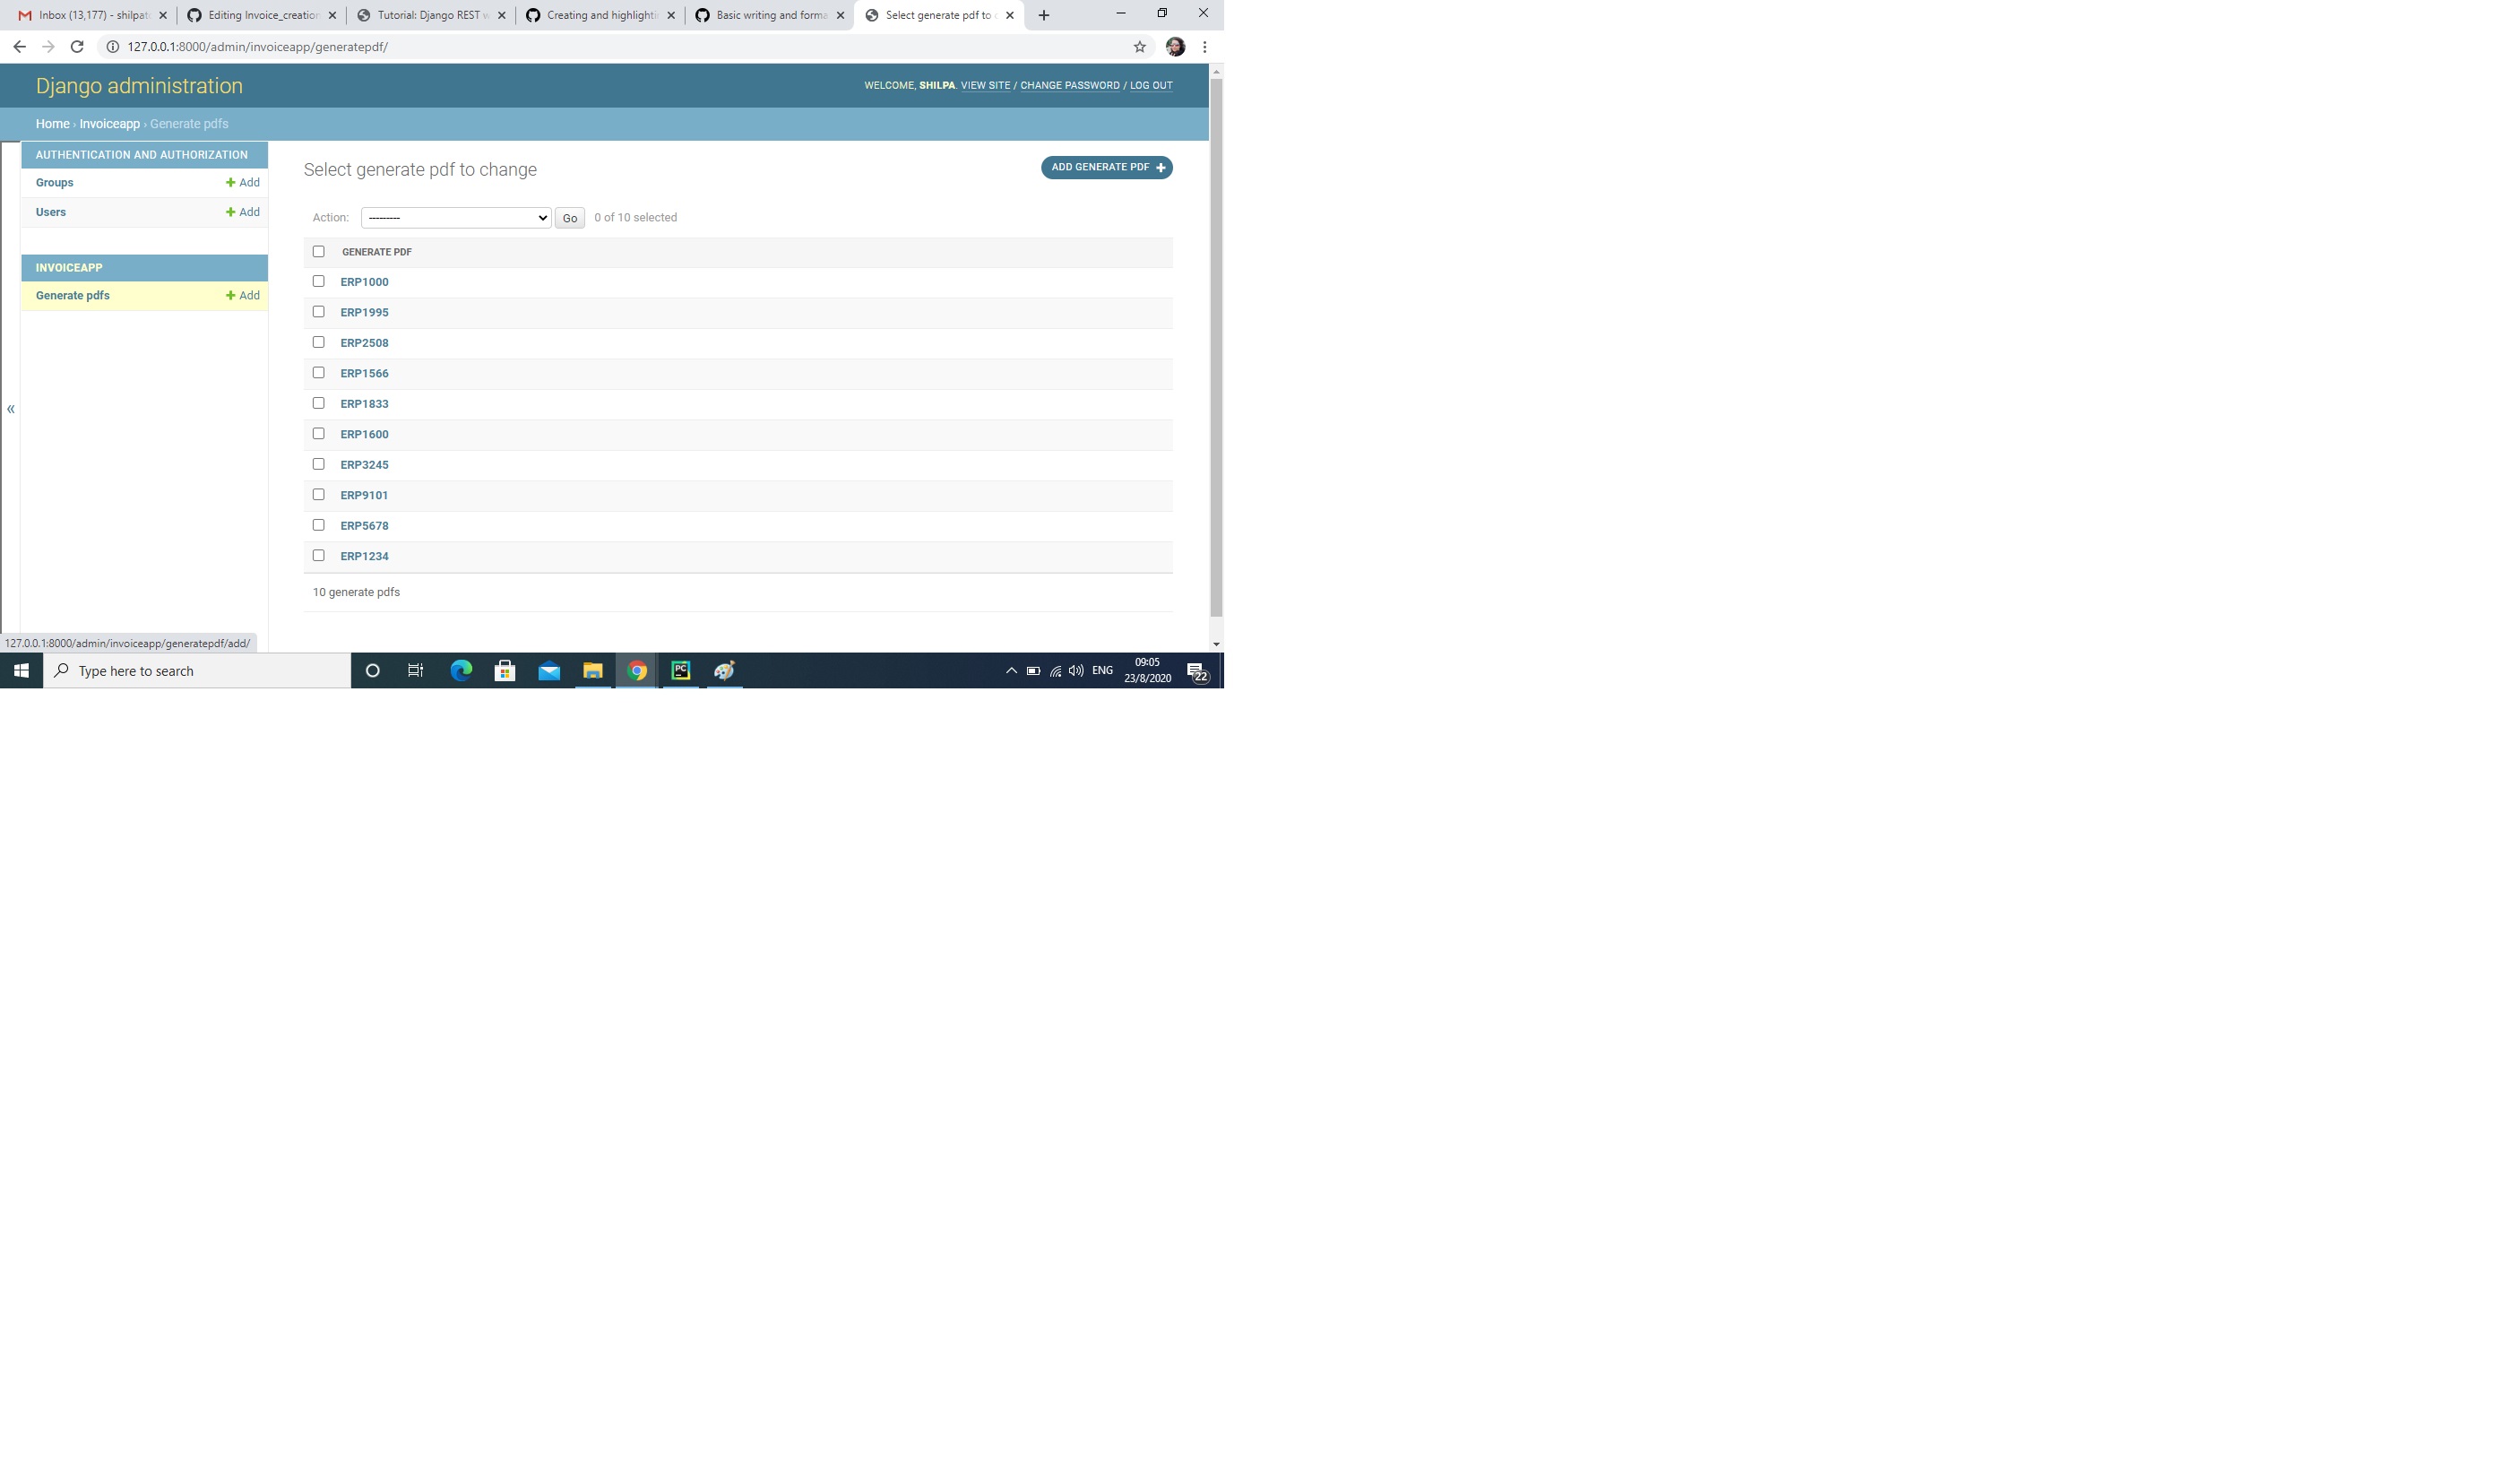 Inbox (13,177) - shilpat
Editing Invoice_creation
Tutorial: Django REST w
Creating and highlightin
Basic writing and forma
Select generate pdf to c
127.0.0.1:8000/admin/invoiceapp/generatepdf/
Django administration
WELCOME, SHILPA. VIEW SITE / CHANGE PASSWORD / LOG OUT
Home › Invoiceapp › Generate pdfs
AUTHENTICATION AND AUTHORIZATION
Groups + Add
Users + Add
INVOICEAPP
Generate pdfs + Add
«
Select generate pdf to change
ADD GENERATE PDF +
Action: --------- Go 0 of 10 selected
GENERATE PDF
ERP1000
ERP1995
ERP2508
ERP1566
ERP1833
ERP1600
ERP3245
ERP9101
ERP5678
ERP1234
10 generate pdfs
127.0.0.1:8000/admin/invoiceapp/generatepdf/add/
Type here to search
PC
ENG
09:05
23/8/2020
22